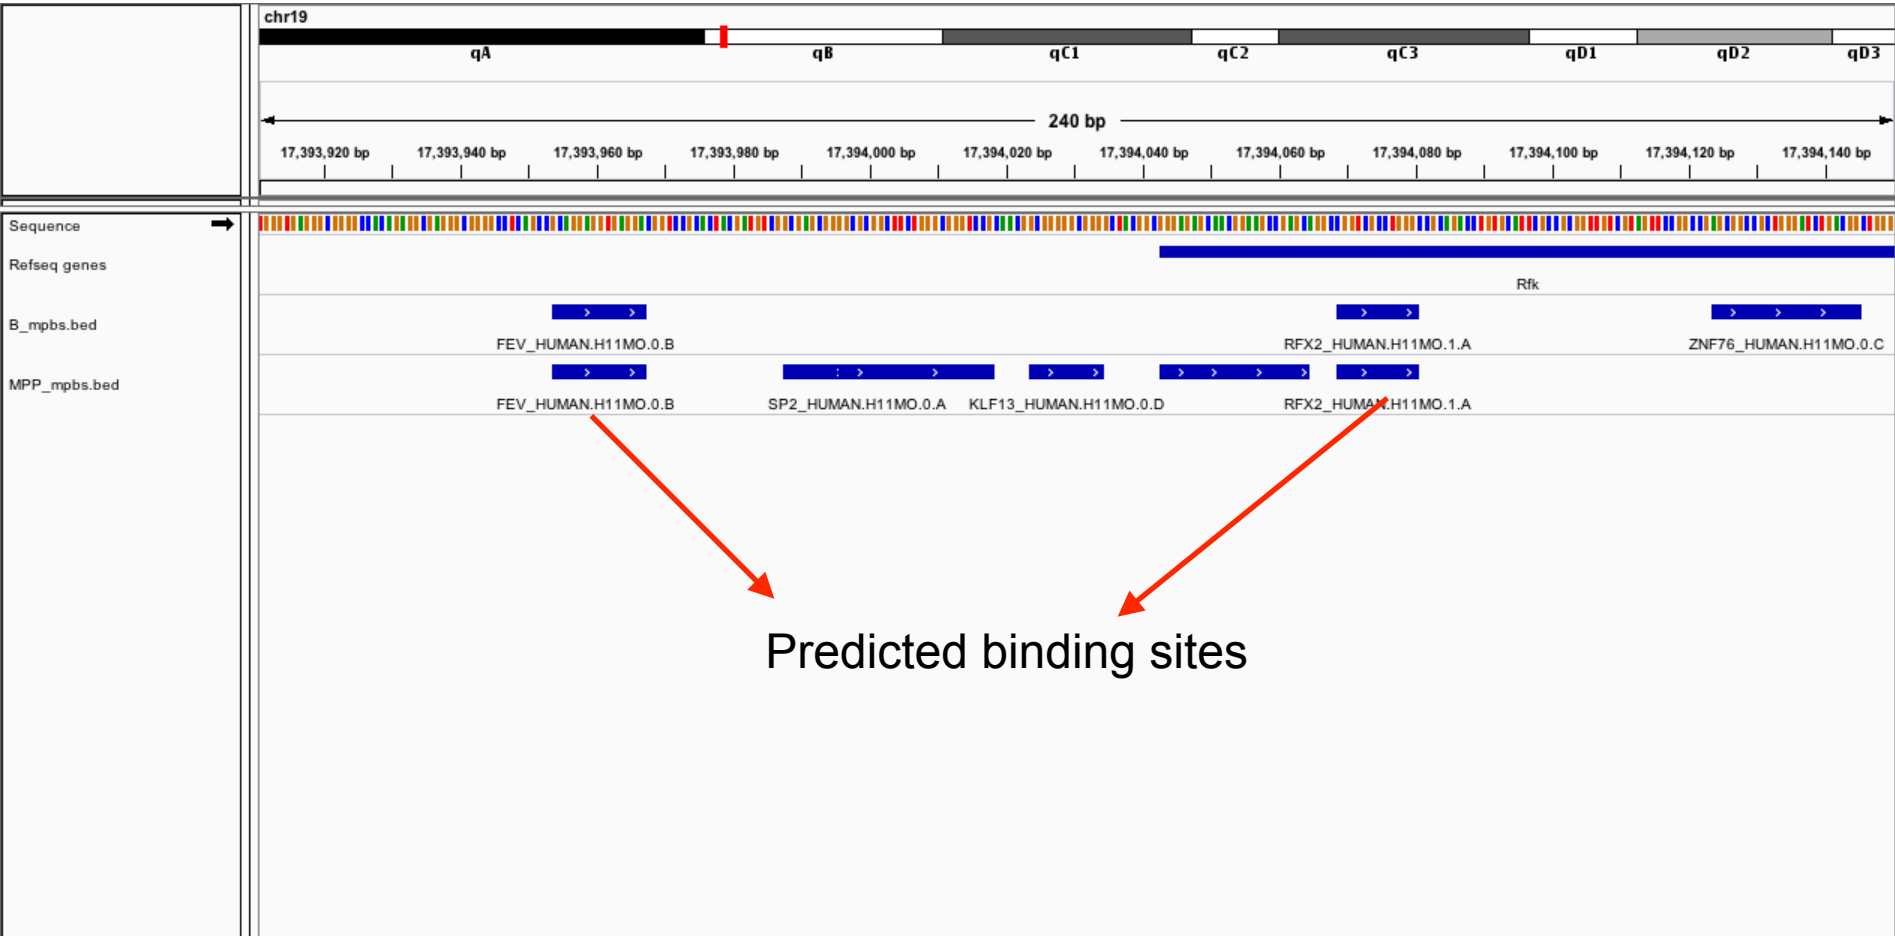 chr19
qA qB qC1 qC2 qC3 qD1 qD2 qD3
240 bp
17,393,920 bp 17,393,940 bp 17,393,960 bp 17,393,980 bp 17,394,000 bp 17,394,020 bp 17,394,040 bp 17,394,060 bp 17,394,080 bp 17,394,100 bp 17,394,120 bp 17,394,140 bp
Sequence
Refseq genes
Rfk
B_mpbs.bed
FEV_HUMAN.H11MO.0.B RFX2_HUMAN.H11MO.1.A ZNF76_HUMAN.H11MO.0.C
MPP_mpbs.bed
FEV_HUMAN.H11MO.0.B SP2_HUMAN.H11MO.0.A KLF13_HUMAN.H11MO.0.D RFX2_HUMAN.H11MO.1.A
Predicted binding sites